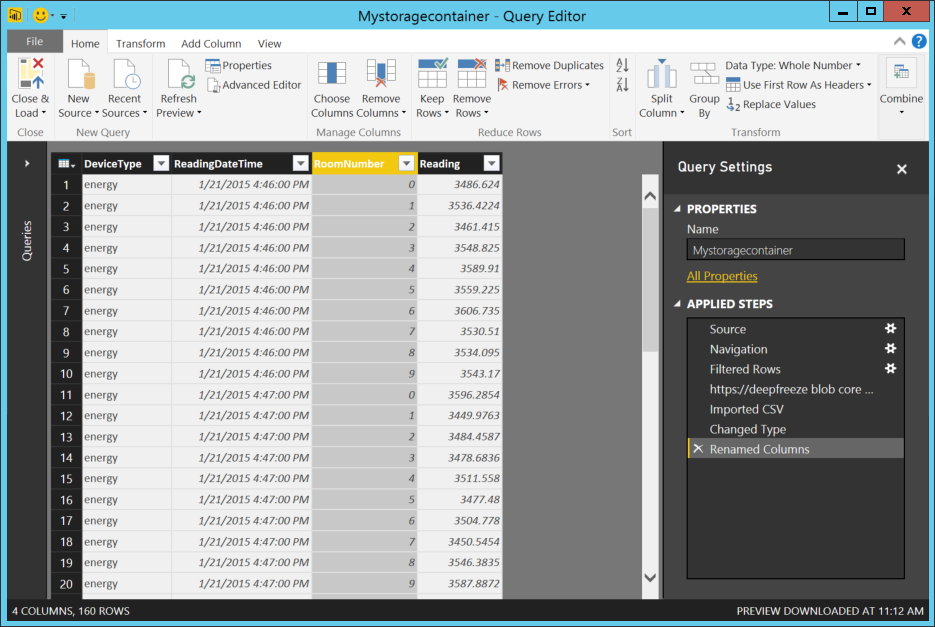 Mystoragecontainer - Query Editor
File Home Transform Add Column View
Close & Load
New Source
Recent Sources
Refresh Preview
Properties
Advanced Editor
Choose Columns
Remove Columns
Keep Rows
Remove Rows
Remove Duplicates
Remove Errors
Split Column
Group By
Data Type: Whole Number
Use First Row As Headers
Replace Values
Combine
Close New Query Manage Columns Reduce Rows Sort Transform
Queries
DeviceType ReadingDateTime RoomNumber Reading
1 energy 1/21/2015 4:46:00 PM 0 3486.624
2 energy 1/21/2015 4:46:00 PM 1 3536.4224
3 energy 1/21/2015 4:46:00 PM 2 3461.415
4 energy 1/21/2015 4:46:00 PM 3 3548.825
5 energy 1/21/2015 4:46:00 PM 4 3589.91
6 energy 1/21/2015 4:46:00 PM 5 3559.225
7 energy 1/21/2015 4:46:00 PM 6 3606.735
8 energy 1/21/2015 4:46:00 PM 7 3530.51
9 energy 1/21/2015 4:46:00 PM 8 3534.095
10 energy 1/21/2015 4:46:00 PM 9 3543.17
11 energy 1/21/2015 4:47:00 PM 0 3596.2854
12 energy 1/21/2015 4:47:00 PM 1 3449.9763
13 energy 1/21/2015 4:47:00 PM 2 3484.4587
14 energy 1/21/2015 4:47:00 PM 3 3478.6836
15 energy 1/21/2015 4:47:00 PM 4 3511.558
16 energy 1/21/2015 4:47:00 PM 5 3477.48
17 energy 1/21/2015 4:47:00 PM 6 3504.778
18 energy 1/21/2015 4:47:00 PM 7 3450.5454
19 energy 1/21/2015 4:47:00 PM 8 3546.3835
20 energy 1/21/2015 4:47:00 PM 9 3587.8872
Query Settings
PROPERTIES
Name
Mystoragecontainer
All Properties
APPLIED STEPS
Source
Navigation
Filtered Rows
https://deepfreeze blob core ...
Imported CSV
Changed Type
Renamed Columns
4 COLUMNS, 160 ROWS
PREVIEW DOWNLOADED AT 11:12 AM